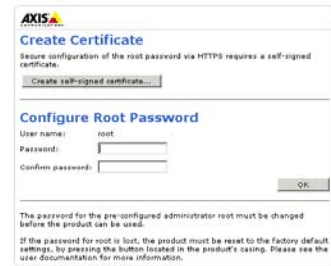 AXIS
COMMUNICATIONS
Create Certificate
Secure configuration of the root password via HTTPS requires a self-signed
certificate.
Create self-signed certificate...
Configure Root Password
User name: root
Password:
Confirm password:
OK
The password for the pre-configured administrator root must be changed
before the product can be used.
If the password for root is lost, the product must be reset to the factory default
settings, by pressing the button located in the product's casing. Please see the
user documentation for more information.